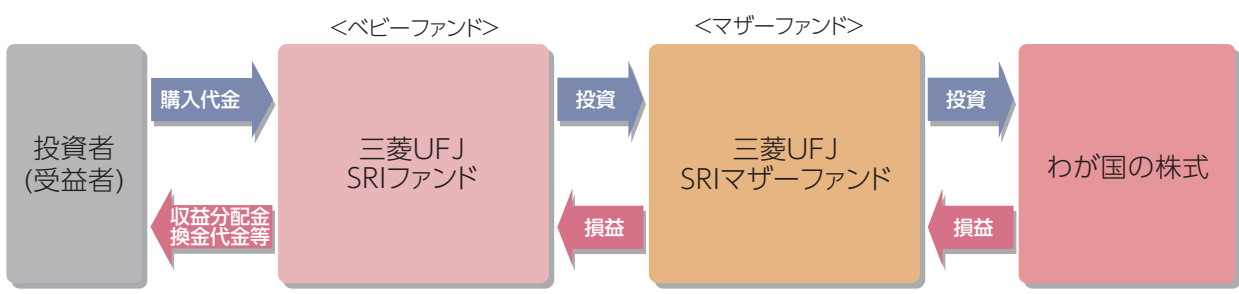 <ベビーファンド>
<マザーファンド>
投資者
(受益者)
購入代金
収益分配金
換金代金等
三菱UFJ
SRIファンド
投資
損益
三菱UFJ
SRIマザーファンド
投資
損益
わが国の株式